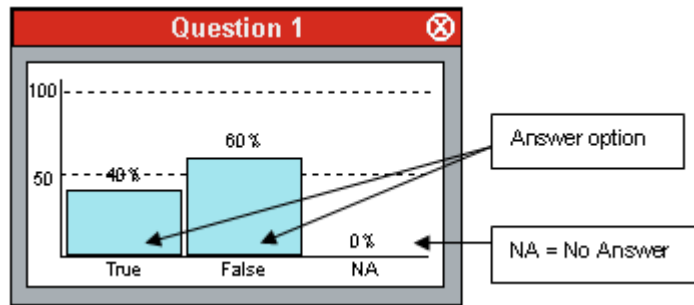 Question 1
100
60%
50
40%
0%
True False NA
Answer option
NA = No Answer